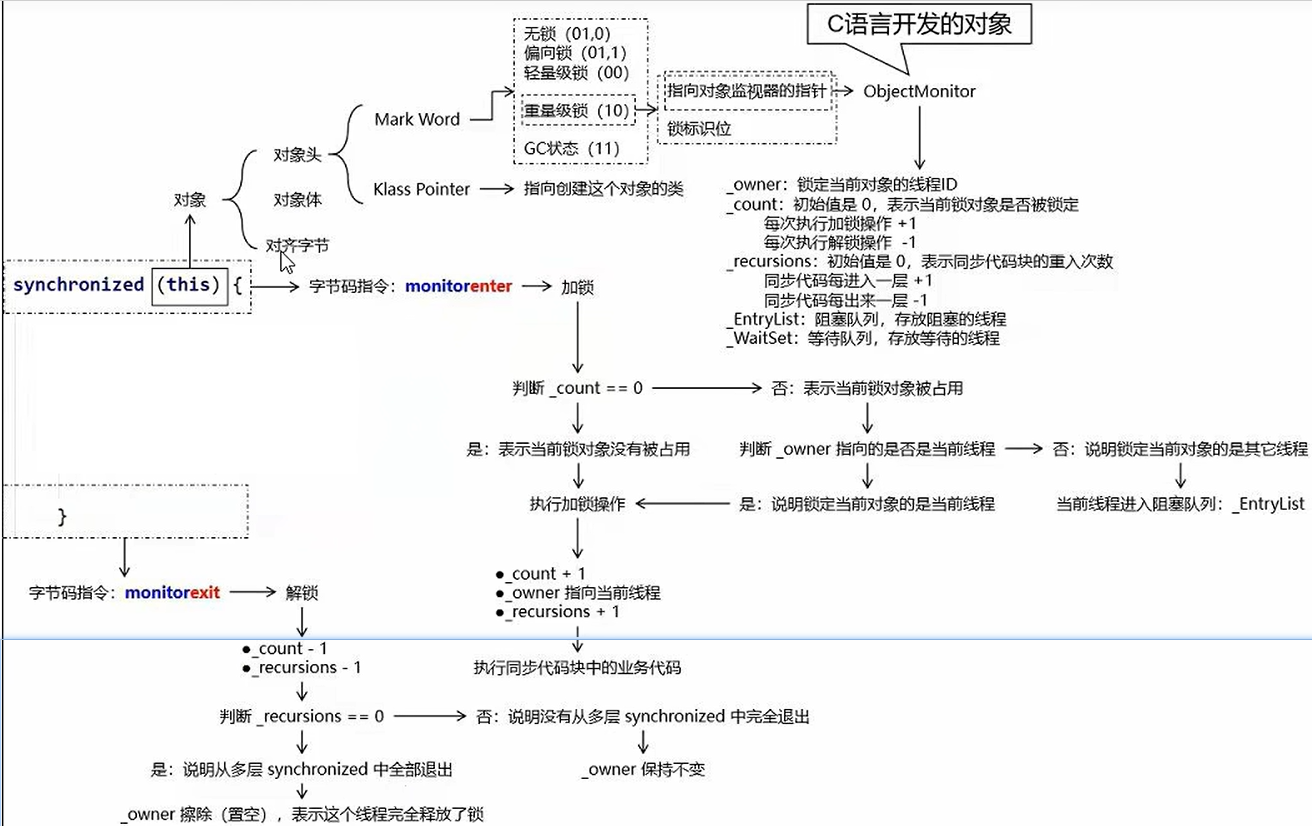 C语言开发的对象
无锁（01,0）
偏向锁（01,1）
轻量级锁（00）
重量级锁（10）
GC状态（11）
指向对象监视器的指针
锁标识位
ObjectMonitor
Mark Word
对象头
Klass Pointer
指向创建这个对象的类
对象
对象体
对齐字节
_owner：锁定当前对象的线程ID
_count：初始值是 0，表示当前锁对象是否被锁定
每次执行加锁操作 +1
每次执行解锁操作 -1
_recursions：初始值是 0，表示同步代码块的重入次数
同步代码每进入一层 +1
同步代码每出来一层 -1
_EntryList：阻塞队列，存放阻塞的线程
_WaitSet：等待队列，存放等待的线程
synchronized (this) {
字节码指令：monitorenter
加锁
判断 _count == 0
否：表示当前锁对象被占用
是：表示当前锁对象没有被占用
判断 _owner 指向的是否是当前线程
否：说明锁定当前对象的是其它线程
执行加锁操作
是：说明锁定当前对象的是当前线程
当前线程进入阻塞队列：_EntryList
}
●_count + 1
●_owner 指向当前线程
●_recursions + 1
字节码指令：monitorexit
解锁
●_count - 1
●_recursions - 1
执行同步代码块中的业务代码
判断 _recursions == 0
否：说明没有从多层 synchronized 中完全退出
是：说明从多层 synchronized 中全部退出
_owner 保持不变
_owner 擦除（置空），表示这个线程完全释放了锁